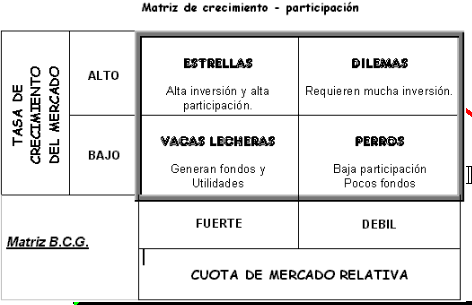 Matriz de crecimiento - participación
TASA DE
CRECIMIENTO
DEL MERCADO
ALTO
ESTRELLAS
Alta inversión y alta
participación.
DILEMAS
Requieren mucha inversión.
BAJO
VACAS LECHERAS
Generan fondos y
Utilidades
PERROS
Baja participación
Pocos fondos
Matriz B.C.G.
FUERTE
DEBIL
CUOTA DE MERCADO RELATIVA